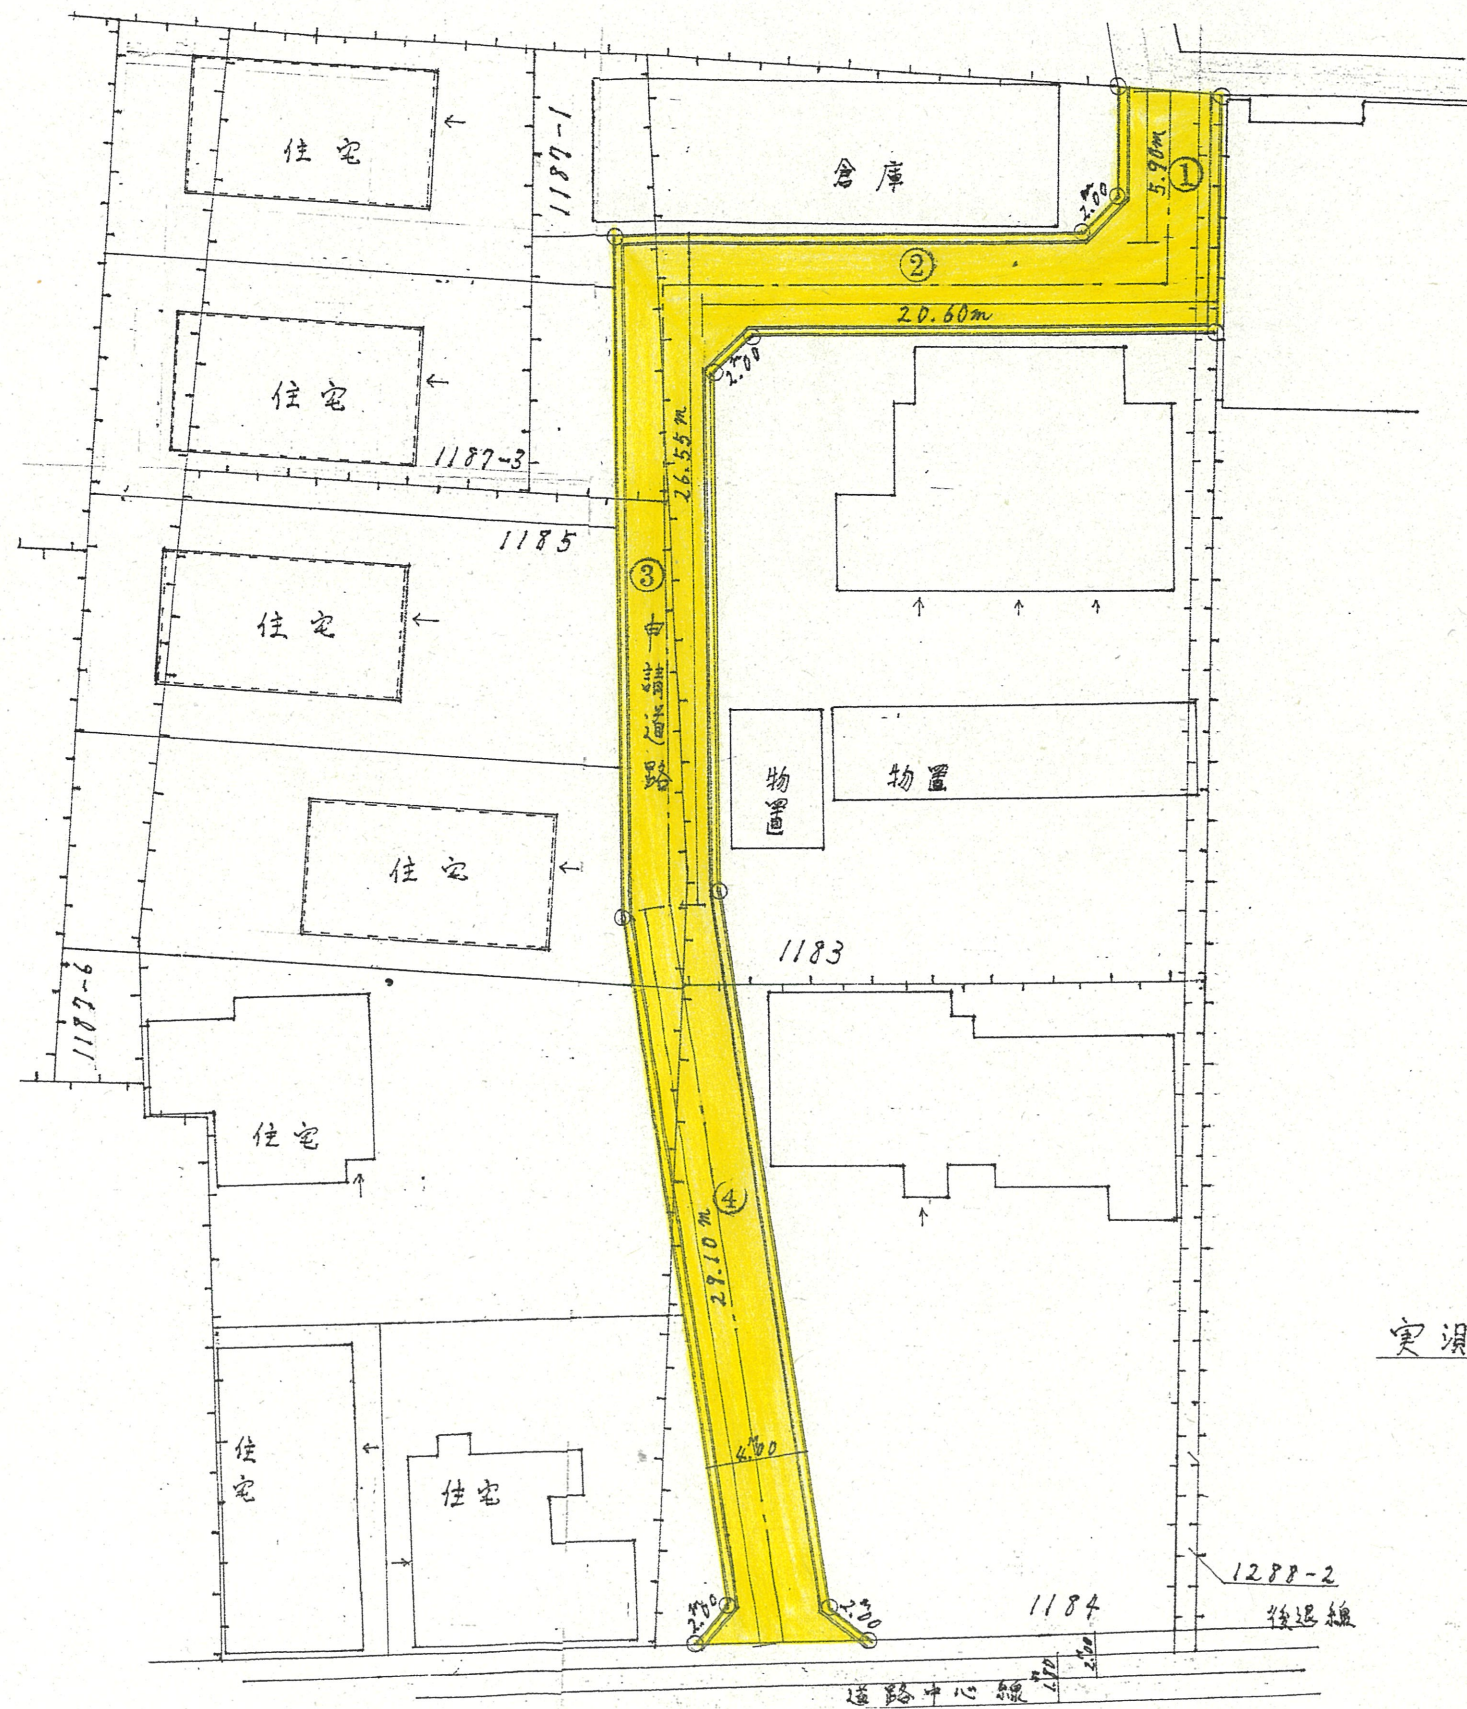 住宅
1187-1
倉庫
5.90m
①
2.00
②
20.60m
2.00
住宅
1187-3
26.55m
1185
③
住宅
申請道路
物置
物置
住宅
1183
1187-6
住宅
④
29.10m
実測
4.00
住宅
住宅
2.00
2.00
1184
1288-2
後退線
2.00
1.80
道路中心線